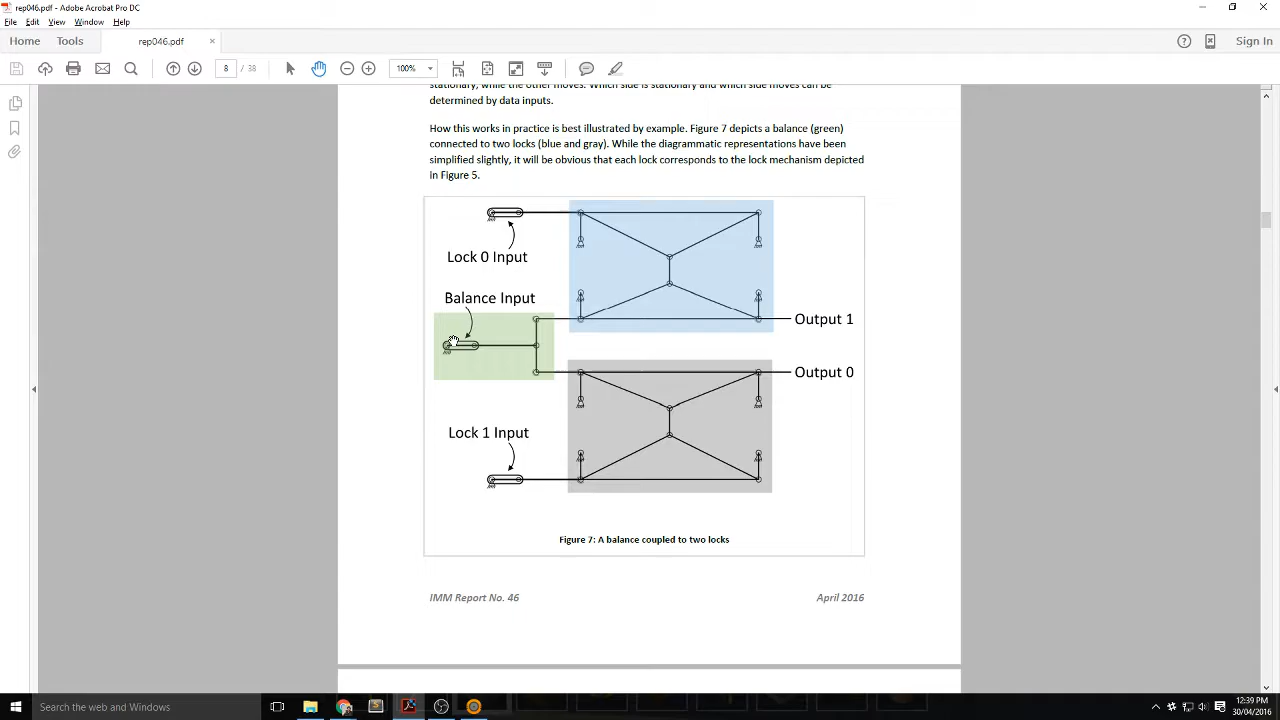 rep046.pdf - Adobe Acrobat Pro DC
File Edit View Window Help
Home Tools rep046.pdf × ? Sign In
8 / 38 100%
stationary, while the other moves. Which side is stationary and which side moves can be
determined by data inputs.
How this works in practice is best illustrated by example. Figure 7 depicts a balance (green)
connected to two locks (blue and gray). While the diagrammatic representations have been
simplified slightly, it will be obvious that each lock corresponds to the lock mechanism depicted
in Figure 5.
Lock 0 Input
Balance Input
Output 1
Output 0
Lock 1 Input
Figure 7: A balance coupled to two locks
IMM Report No. 46 April 2016
Search the web and Windows
12:39 PM
30/04/2016